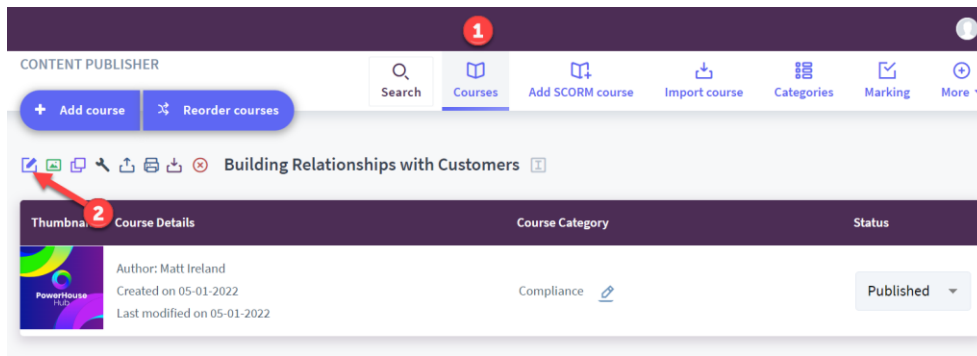 1
CONTENT PUBLISHER
Search
Courses
Add SCORM course
Import course
Categories
Marking
More
Add course
Reorder courses
Building Relationships with Customers
2
Course Details
Course Category
Status
Author: Matt Ireland
Created on 05-01-2022
Last modified on 05-01-2022
PowerHouse
Hub
Compliance
Published